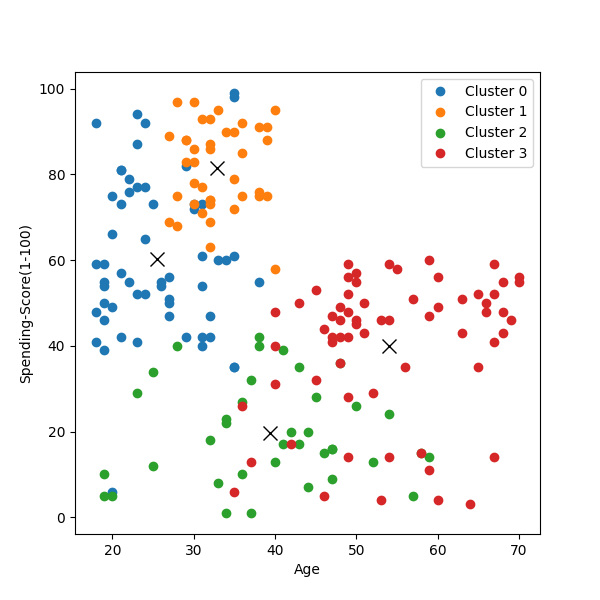 Cluster 0
Cluster 1
Cluster 2
Cluster 3
100
80
60
40
20
0
Spending-Score(1-100)
20 30 40 50 60 70
Age